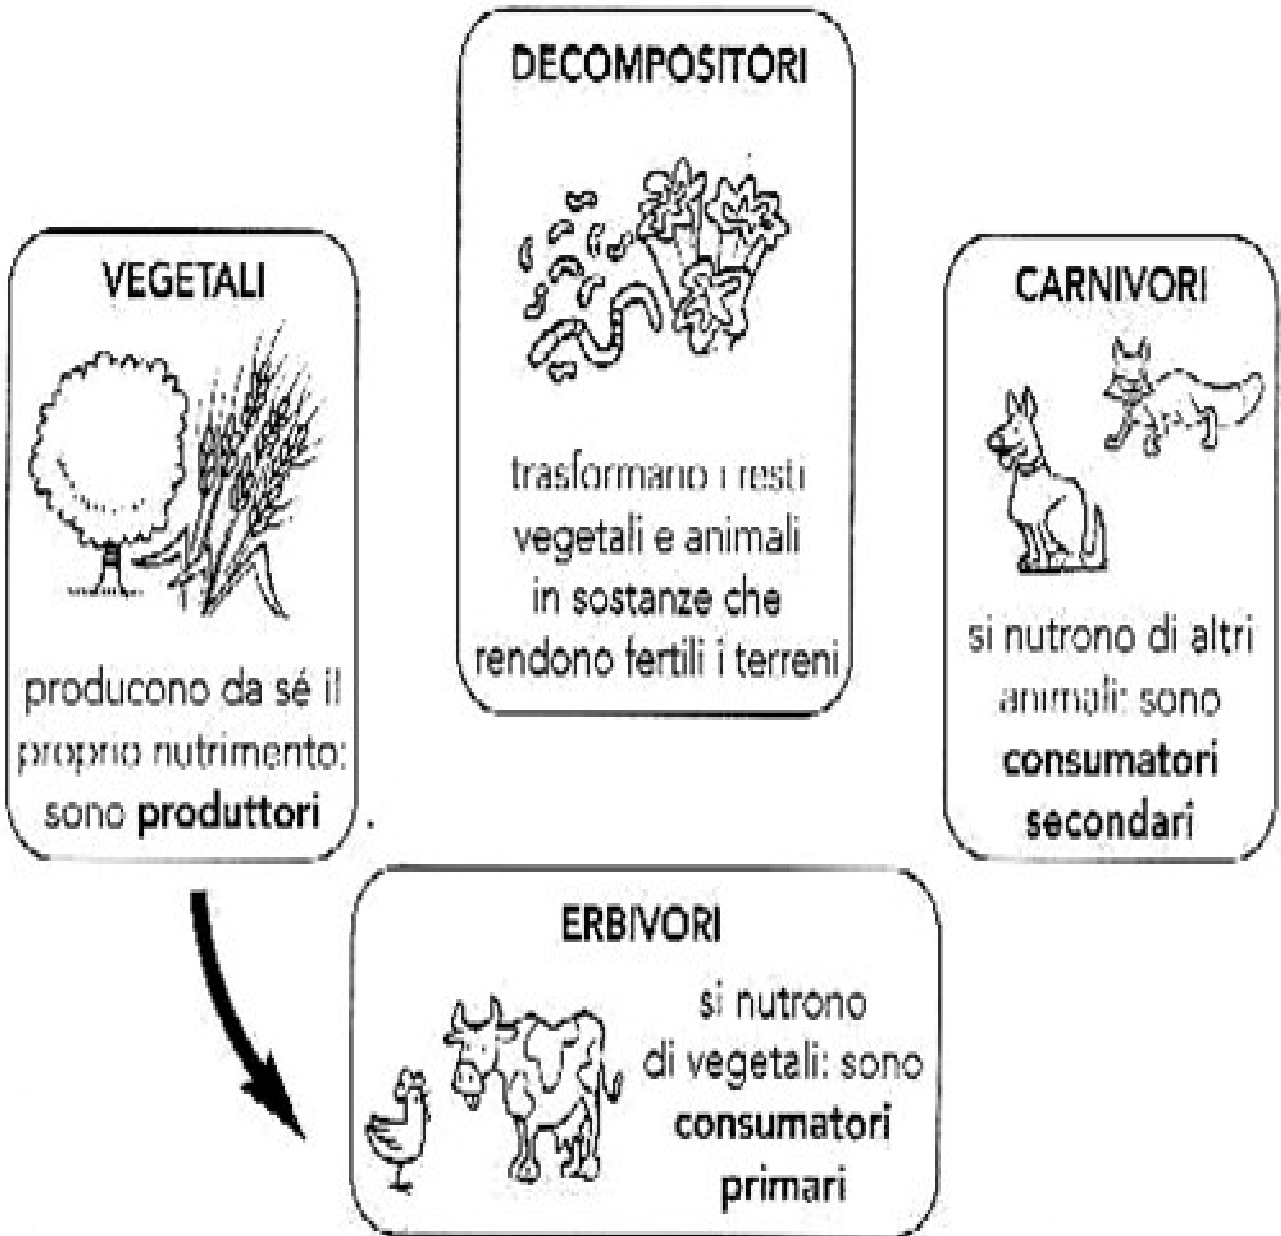 DECOMPOSITORI
trasformano i resti
vegetali e animali
in sostanze che
rendono fertili i terreni
VEGETALI
producono da sé il
proprio nutrimento:
sono produttori .
CARNIVORI
si nutrono di altri
animali: sono
consumatori
secondari
ERBIVORI
si nutrono
di vegetali: sono
consumatori
primari